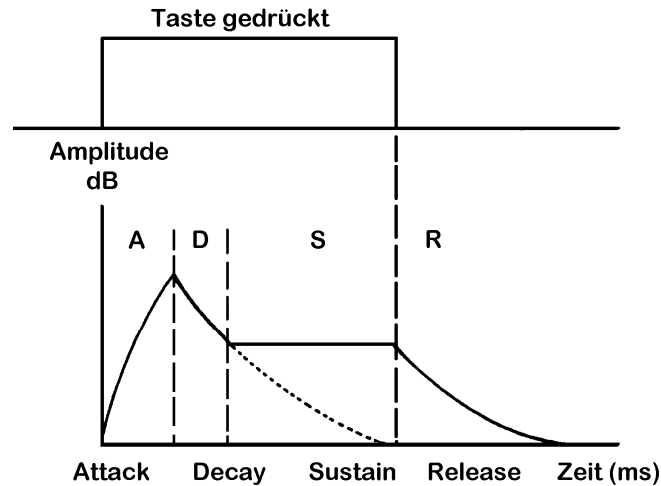 Taste gedrückt
Amplitude
dB
A D S R
Attack Decay Sustain Release Zeit (ms)